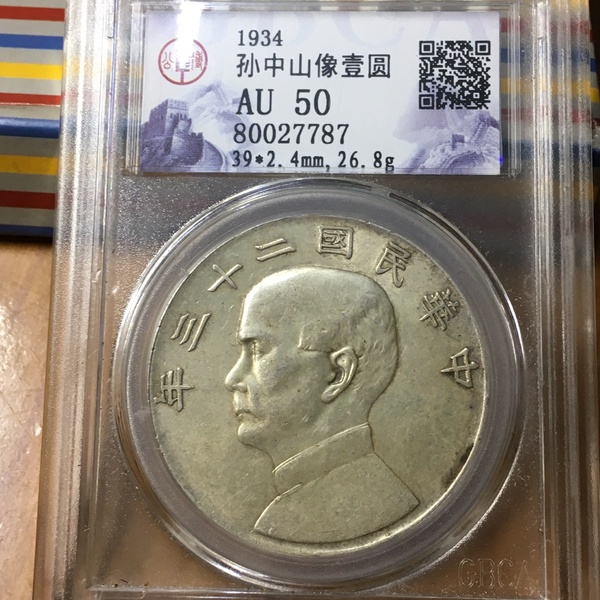 1934
孙中山像壹圆
AU 50
80027787
39*2.4mm, 26.8g
年三十二國民華中
GBCA